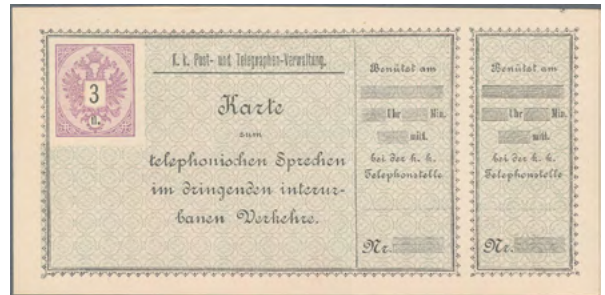 3
fl.
K. k. Post- und Telegraphen-Verwaltung.
Karte
zum
telephonischen Sprechen
im dringenden interur-
banen Verkehre.
Benützt am
Uhr Min.
mitt.
bei der k. k.
Telephonstelle
Nr.
Benützt am
Uhr Min.
mitt.
bei der k. k.
Telephonstelle
Nr.